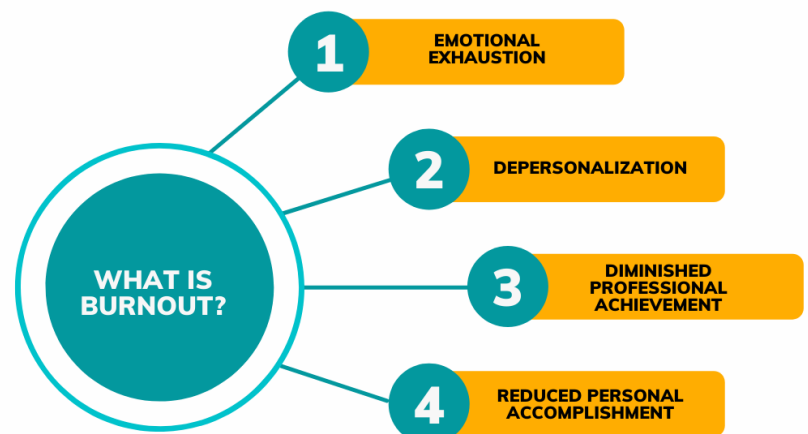 1
EMOTIONAL
EXHAUSTION
2
DEPERSONALIZATION
WHAT IS
BURNOUT?
3
DIMINISHED
PROFESSIONAL
ACHIEVEMENT
4
REDUCED PERSONAL
ACCOMPLISHMENT